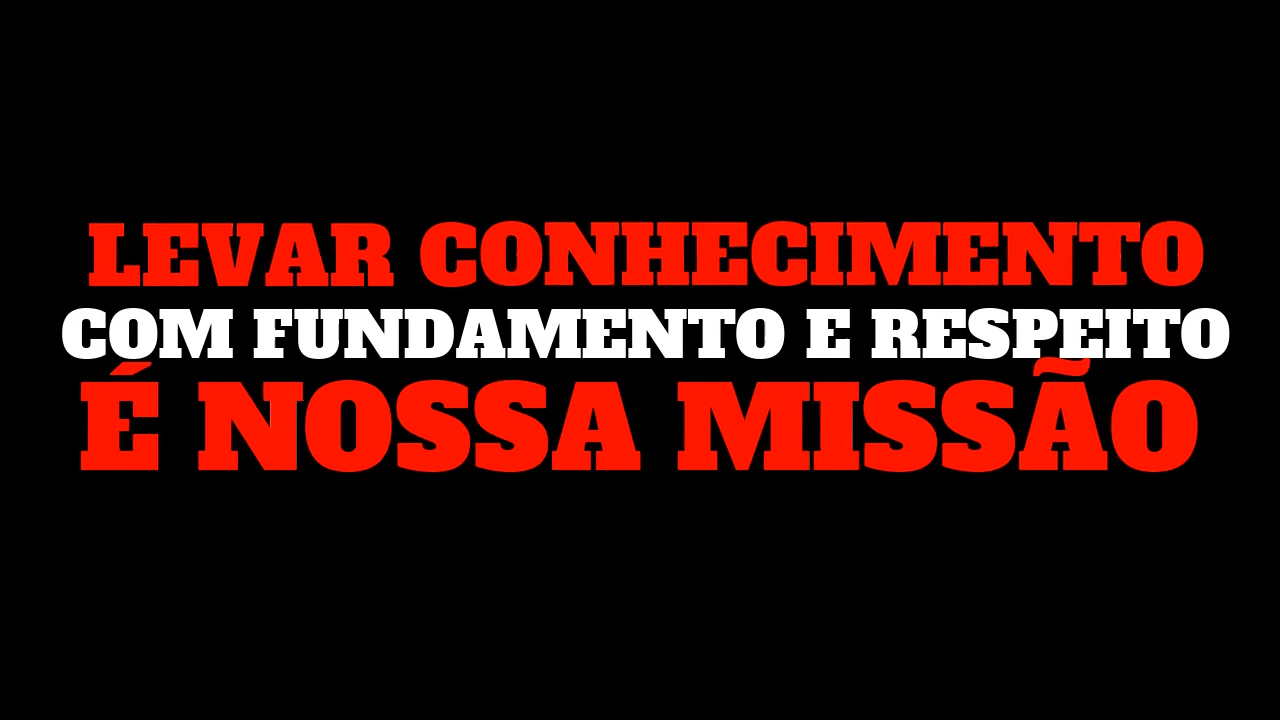 LEVAR CONHECIMENTO
COM FUNDAMENTO E RESPEITO
É NOSSA MISSÃO